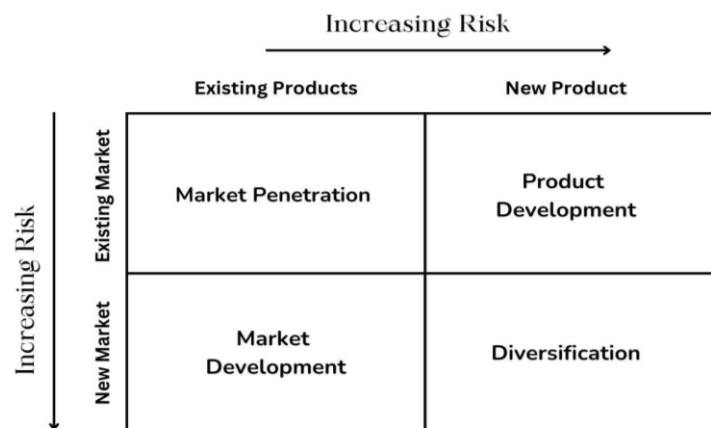 Increasing Risk
Existing Products
New Product
Increasing Risk
Existing Market
Market Penetration
Product
Development
New Market
Market
Development
Diversification